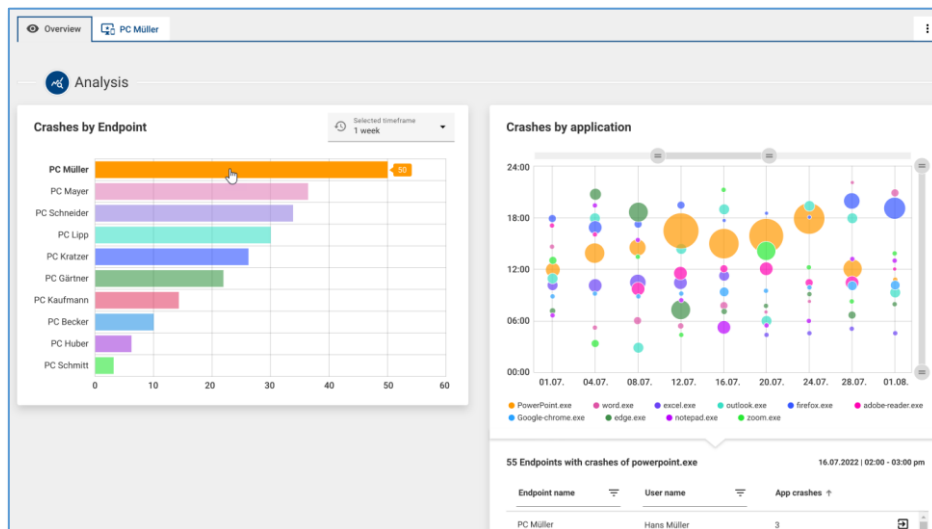 Overview
PC Müller
Analysis
Crashes by Endpoint
Selected timeframe
1 week
PC Müller
50
PC Mayer
PC Schneider
PC Lipp
PC Kratzer
PC Gärtner
PC Kaufmann
PC Becker
PC Huber
PC Schmitt
0 10 20 30 40 50 60
Crashes by application
24:00
18:00
12:00
06:00
00:00
01.07. 04.07. 08.07. 12.07. 16.07. 20.07. 24.07. 28.07. 01.08.
PowerPoint.exe word.exe excel.exe outlook.exe firefox.exe adobe-reader.exe
Google-chrome.exe edge.exe notepad.exe zoom.exe
55 Endpoints with crashes of powerpoint.exe 16.07.2022 | 02:00 - 03:00 pm
Endpoint name User name App crashes
PC Müller Hans Müller 3